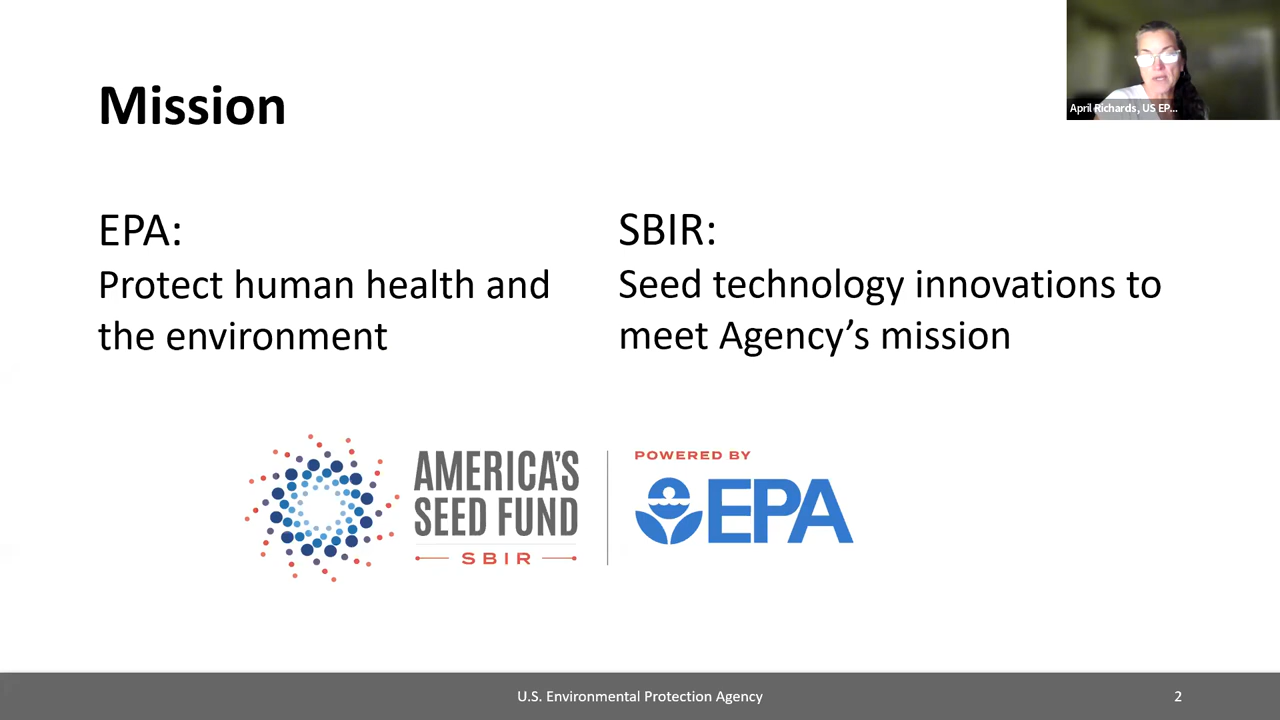 Mission
April Richards, US EP...
EPA:
Protect human health and
the environment
SBIR:
Seed technology innovations to
meet Agency's mission
AMERICA'S
SEED FUND
SBIR
POWERED BY
EPA
U.S. Environmental Protection Agency
2